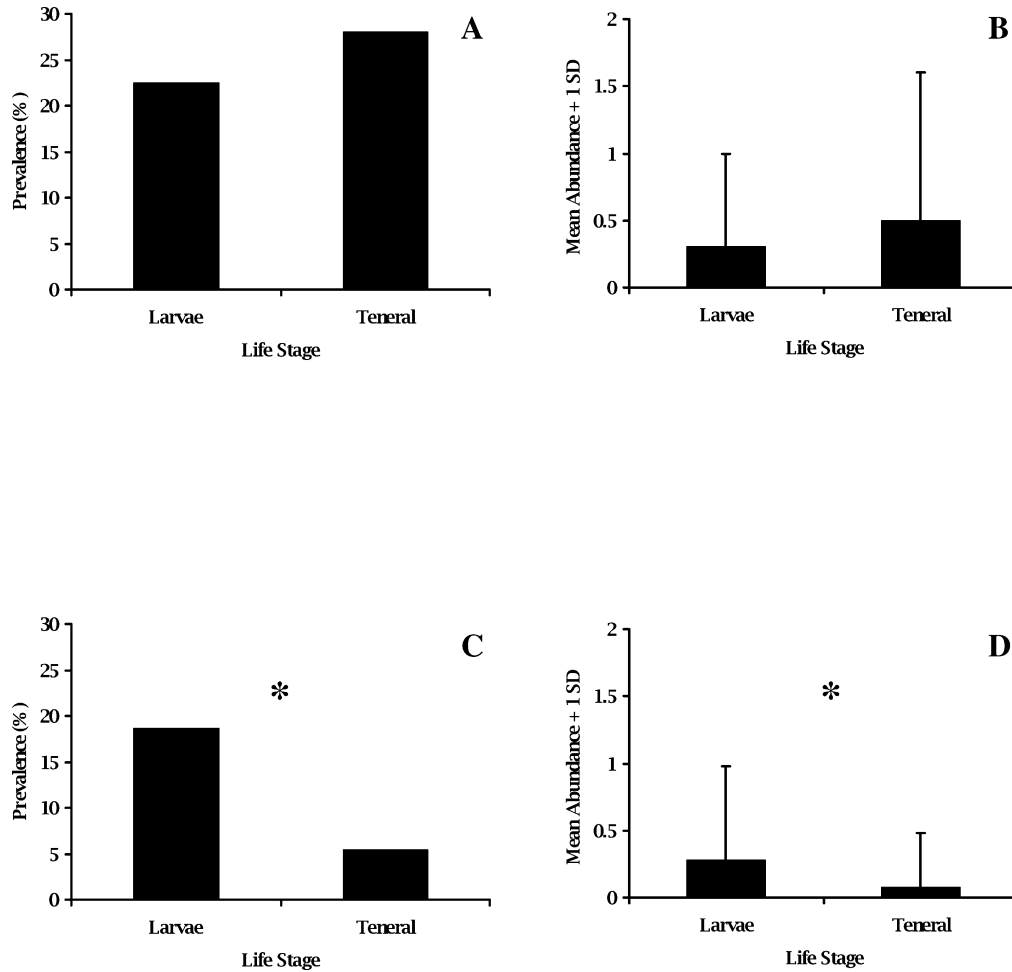 A
30
25
20
15
10
5
0
Prevalence (%)
Larvae Teneral
Life Stage
B
2
1.5
1
0.5
0
Mean Abundance + 1 SD
Larvae Teneral
Life Stage
C
30
25
20
15
10
5
0
Prevalence (%)
*
Larvae Teneral
Life Stage
D
2
1.5
1
0.5
0
Mean Abundance + 1 SD
*
Larvae Teneral
Life Stage